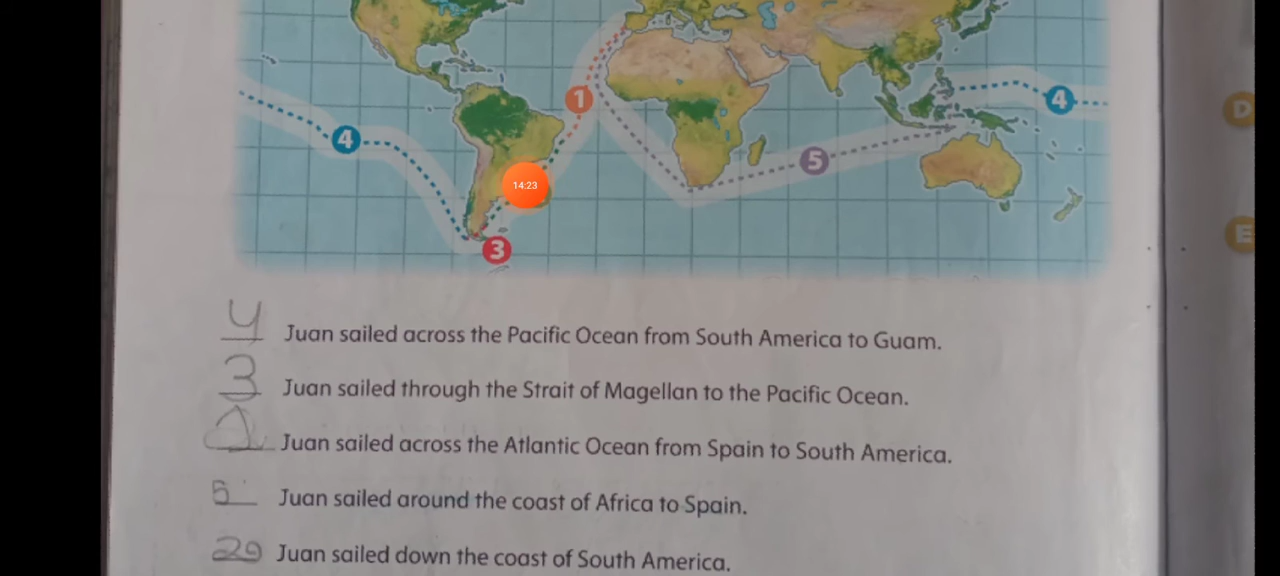 1
4
4
14:23
5
3
D
E
4 Juan sailed across the Pacific Ocean from South America to Guam.
3 Juan sailed through the Strait of Magellan to the Pacific Ocean.
1 Juan sailed across the Atlantic Ocean from Spain to South America.
5 Juan sailed around the coast of Africa to Spain.
2 Juan sailed down the coast of South America.